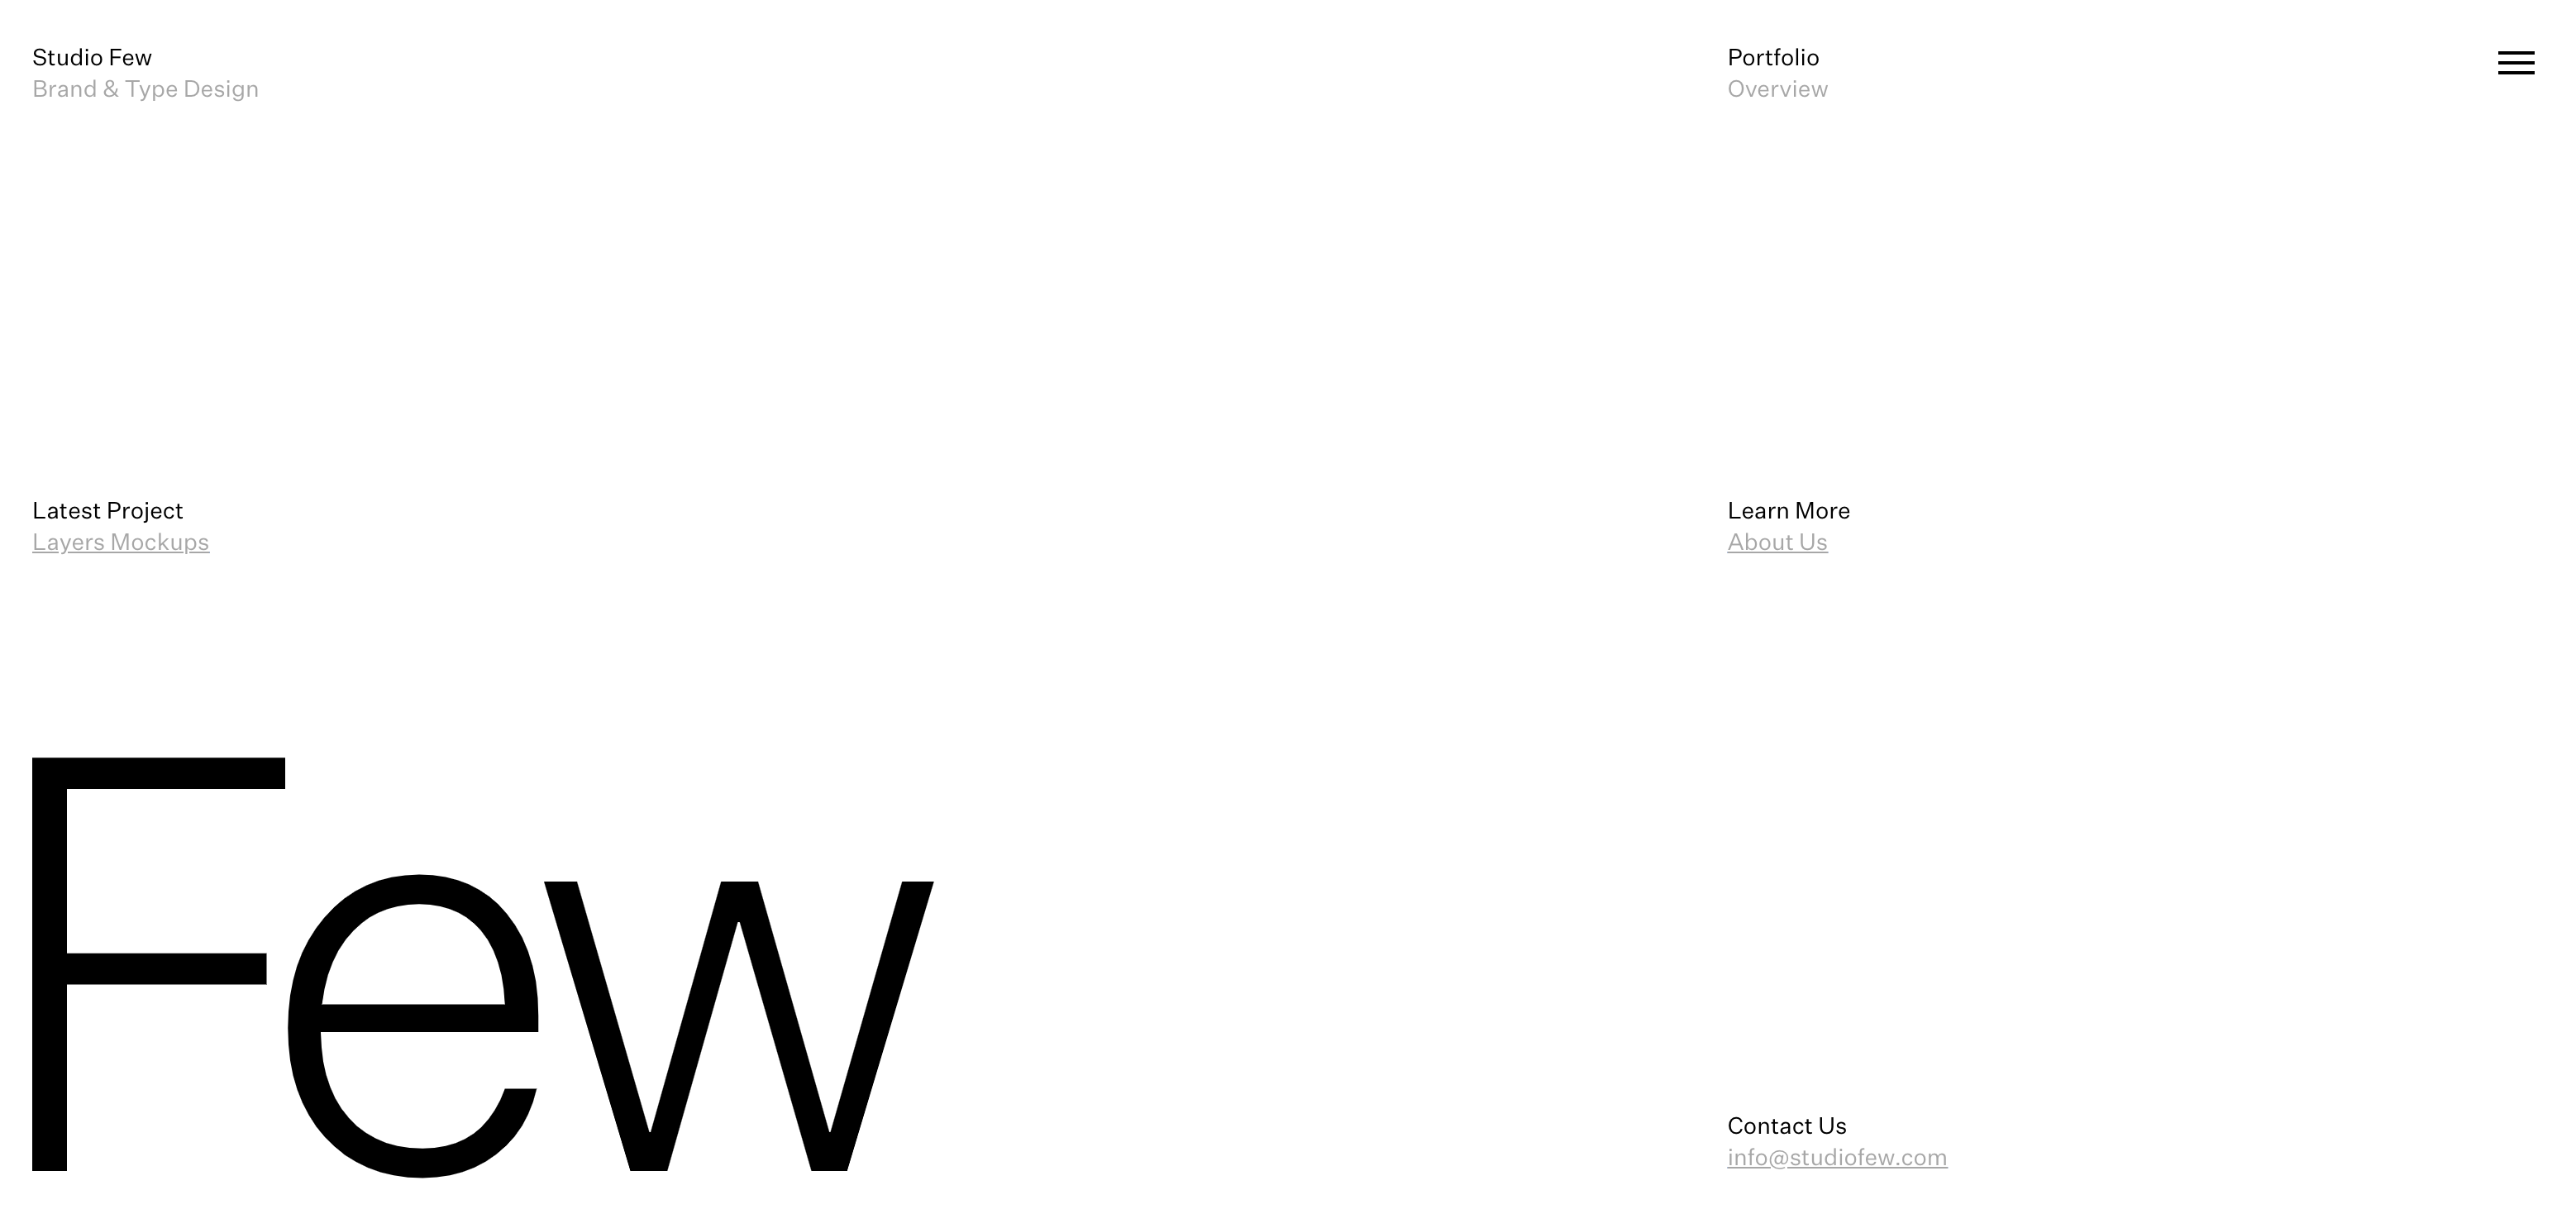 Studio Few
Brand & Type Design
Portfolio
Overview
Latest Project
Layers Mockups
Learn More
About Us
Few
Contact Us
info@studiofew.com